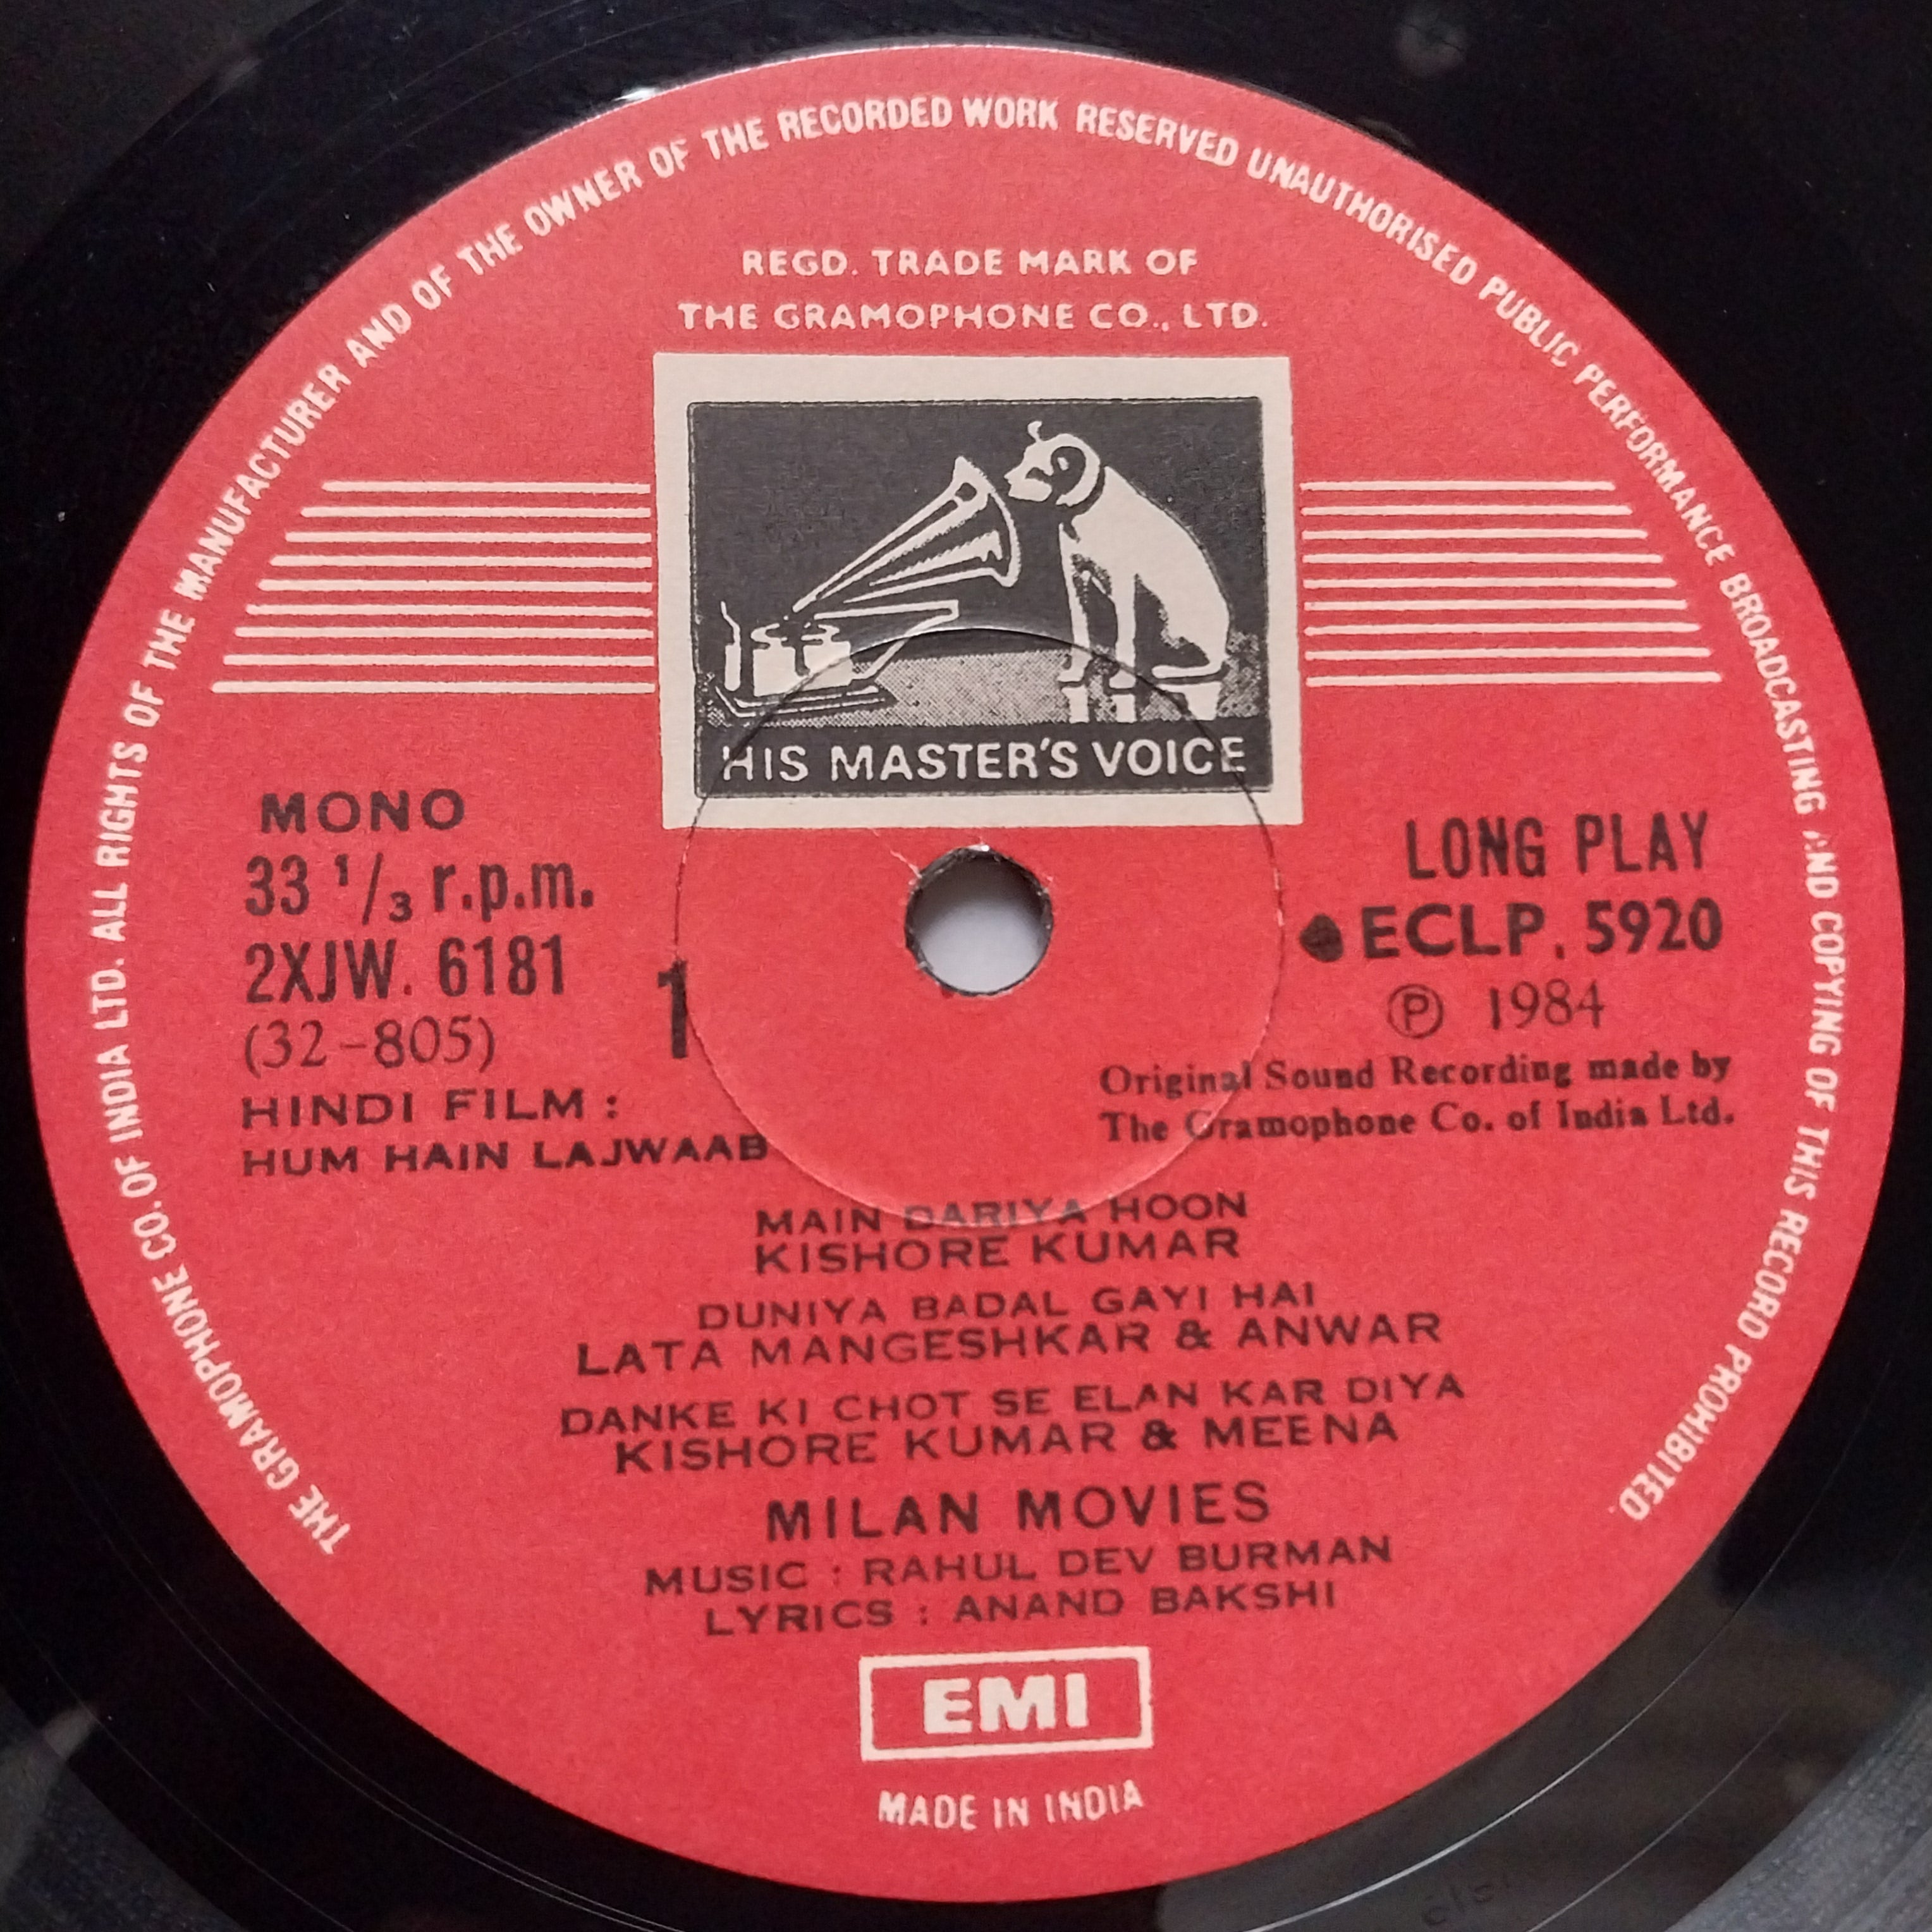 THE GRAMOPHONE CO. OF INDIA LTD. ALL RIGHTS OF THE MANUFACTURER AND OF THE OWNER OF THE RECORDED WORK RESERVED UNAUTHORISED PUBLIC PERFORMANCE BROADCASTING AND COPYING OF THIS RECORD PROHIBITED.
REGD. TRADE MARK OF
THE GRAMOPHONE CO., LTD.
HIS MASTER'S VOICE
MONO
33 1/3 r.p.m.
2XJW. 6181
(32-805)
1
LONG PLAY
ECLP. 5920
℗ 1984
Original Sound Recording made by
The Gramophone Co. of India Ltd.
HINDI FILM :
HUM HAIN LAJWAAB
MAIN DARIYA HOON
KISHORE KUMAR
DUNIYA BADAL GAYI HAI
LATA MANGESHKAR & ANWAR
DANKE KI CHOT SE ELAN KAR DIYA
KISHORE KUMAR & MEENA
MILAN MOVIES
MUSIC : RAHUL DEV BURMAN
LYRICS : ANAND BAKSHI
EMI
MADE IN INDIA